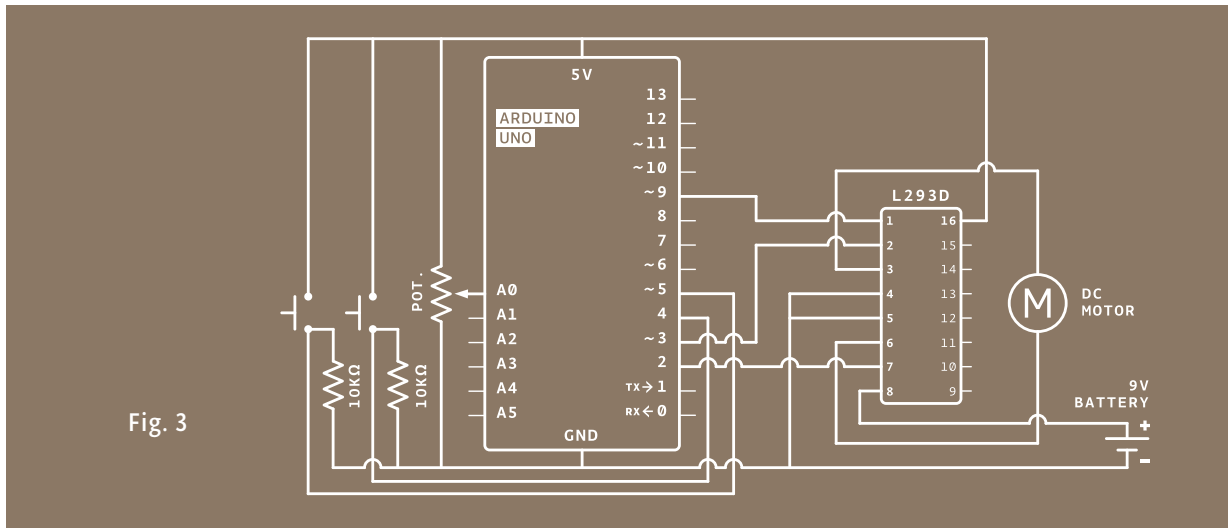 5V
ARDUINO
UNO
13
12
~11
~10
~9
8
7
~6
~5
4
~3
2
TX→1
RX←0
A0
A1
A2
A3
A4
A5
GND
POT.
10KΩ
10KΩ
L293D
1
2
3
4
5
6
7
8
16
15
14
13
12
11
10
9
M
DC
MOTOR
9V
BATTERY
+
-
Fig. 3